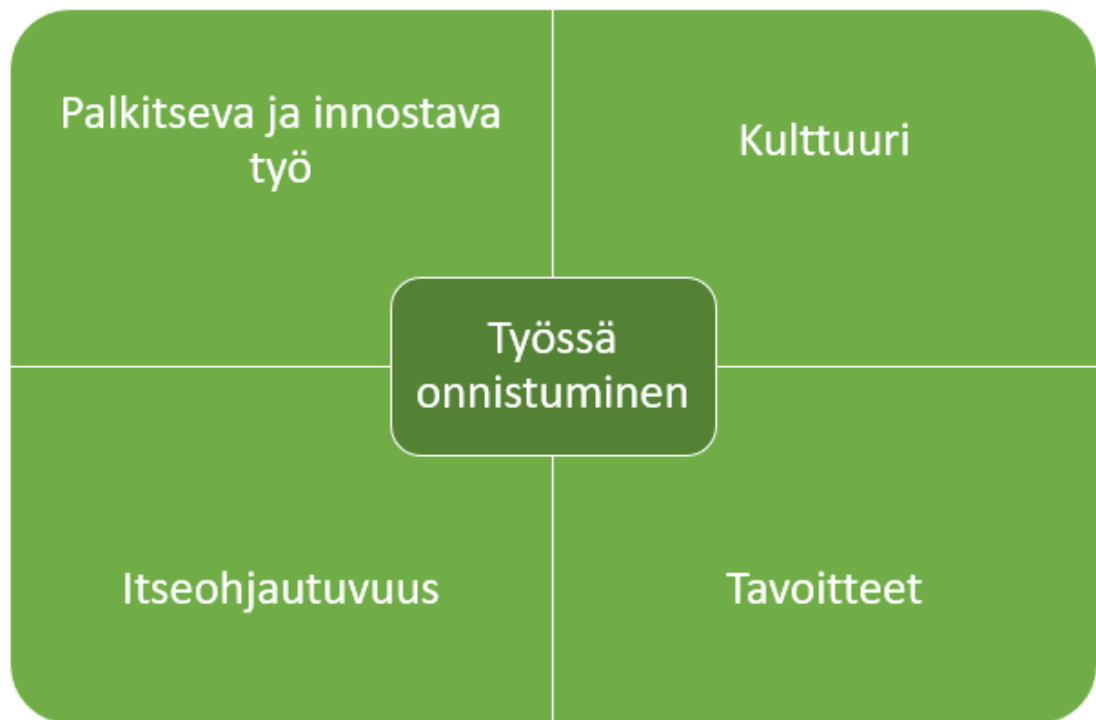 Palkitseva ja innostava
työ
Kulttuuri
Työssä
onnistuminen
Itseohjautuvuus
Tavoitteet